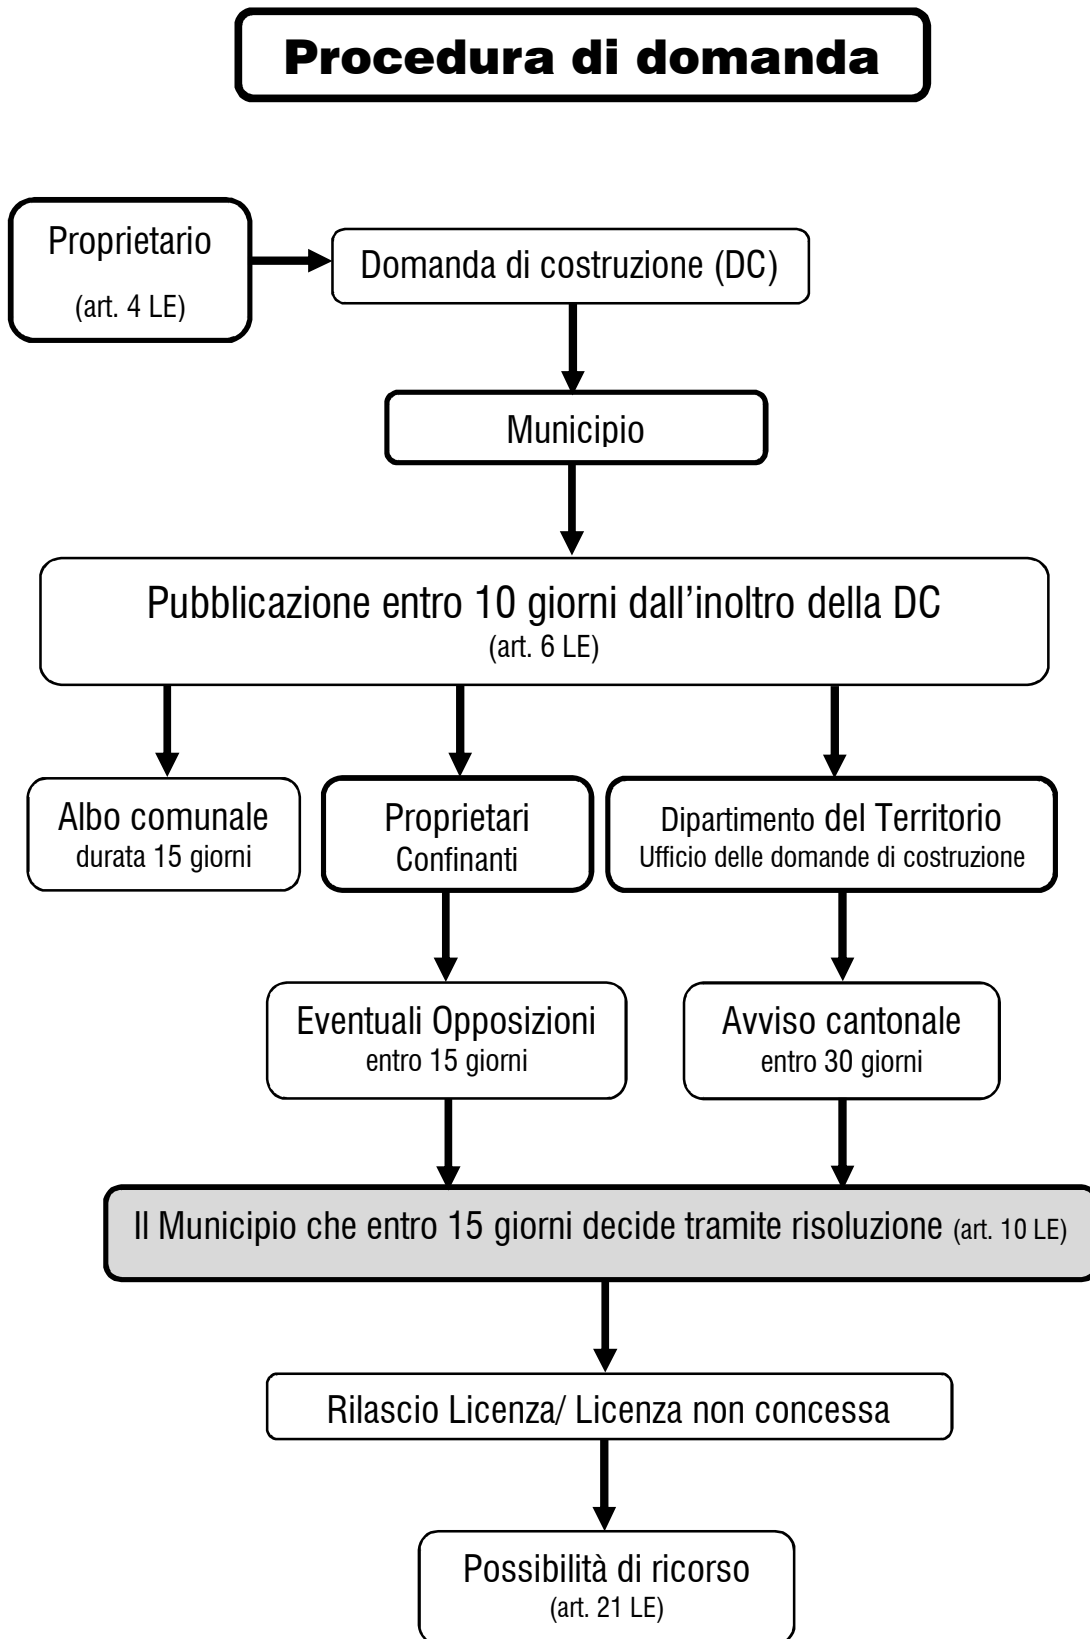 Procedura di domanda
Proprietario
(art. 4 LE)
Domanda di costruzione (DC)
Municipio
Pubblicazione entro 10 giorni dall'inoltro della DC
(art. 6 LE)
Albo comunale
durata 15 giorni
Proprietari
Confinanti
Dipartimento del Territorio
Ufficio delle domande di costruzione
Eventuali Opposizioni
entro 15 giorni
Avviso cantonale
entro 30 giorni
Il Municipio che entro 15 giorni decide tramite risoluzione (art. 10 LE)
Rilascio Licenza/ Licenza non concessa
Possibilità di ricorso
(art. 21 LE)